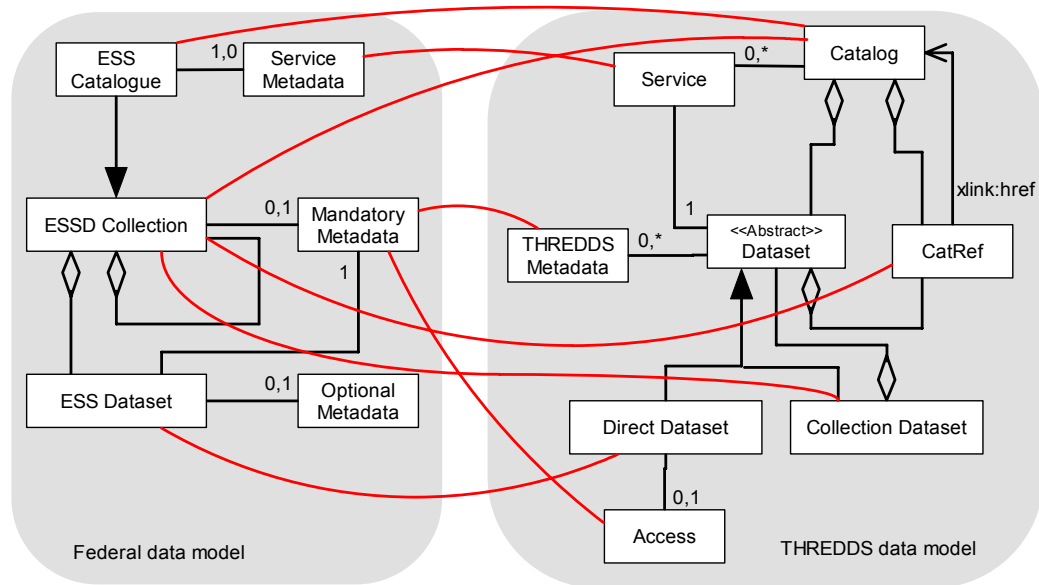 ESS
Catalogue
1,0
Service
Metadata
ESSD Collection
0,1
Mandatory
Metadata
1
ESS Dataset
0,1
Optional
Metadata
Federal data model
Service
0,*
Catalog
xlink:href
1
THREDDS
Metadata
0,*
<<Abstract>>
Dataset
CatRef
Direct Dataset
Collection Dataset
0,1
Access
THREDDS data model